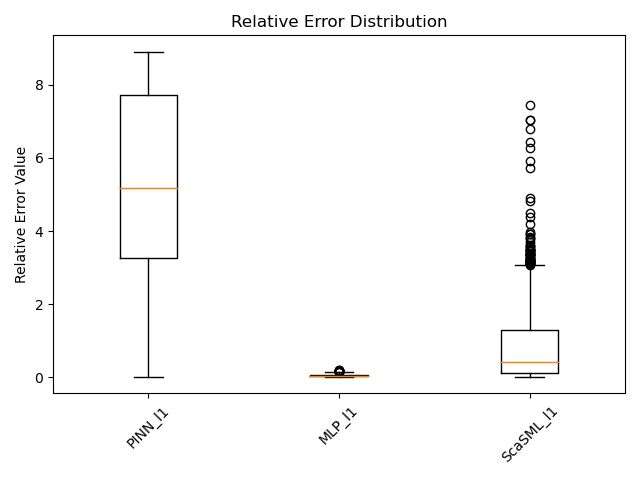 Relative Error Distribution
Relative Error Value
8
6
4
2
0
PINN_l1
MLP_l1
ScaSML_l1